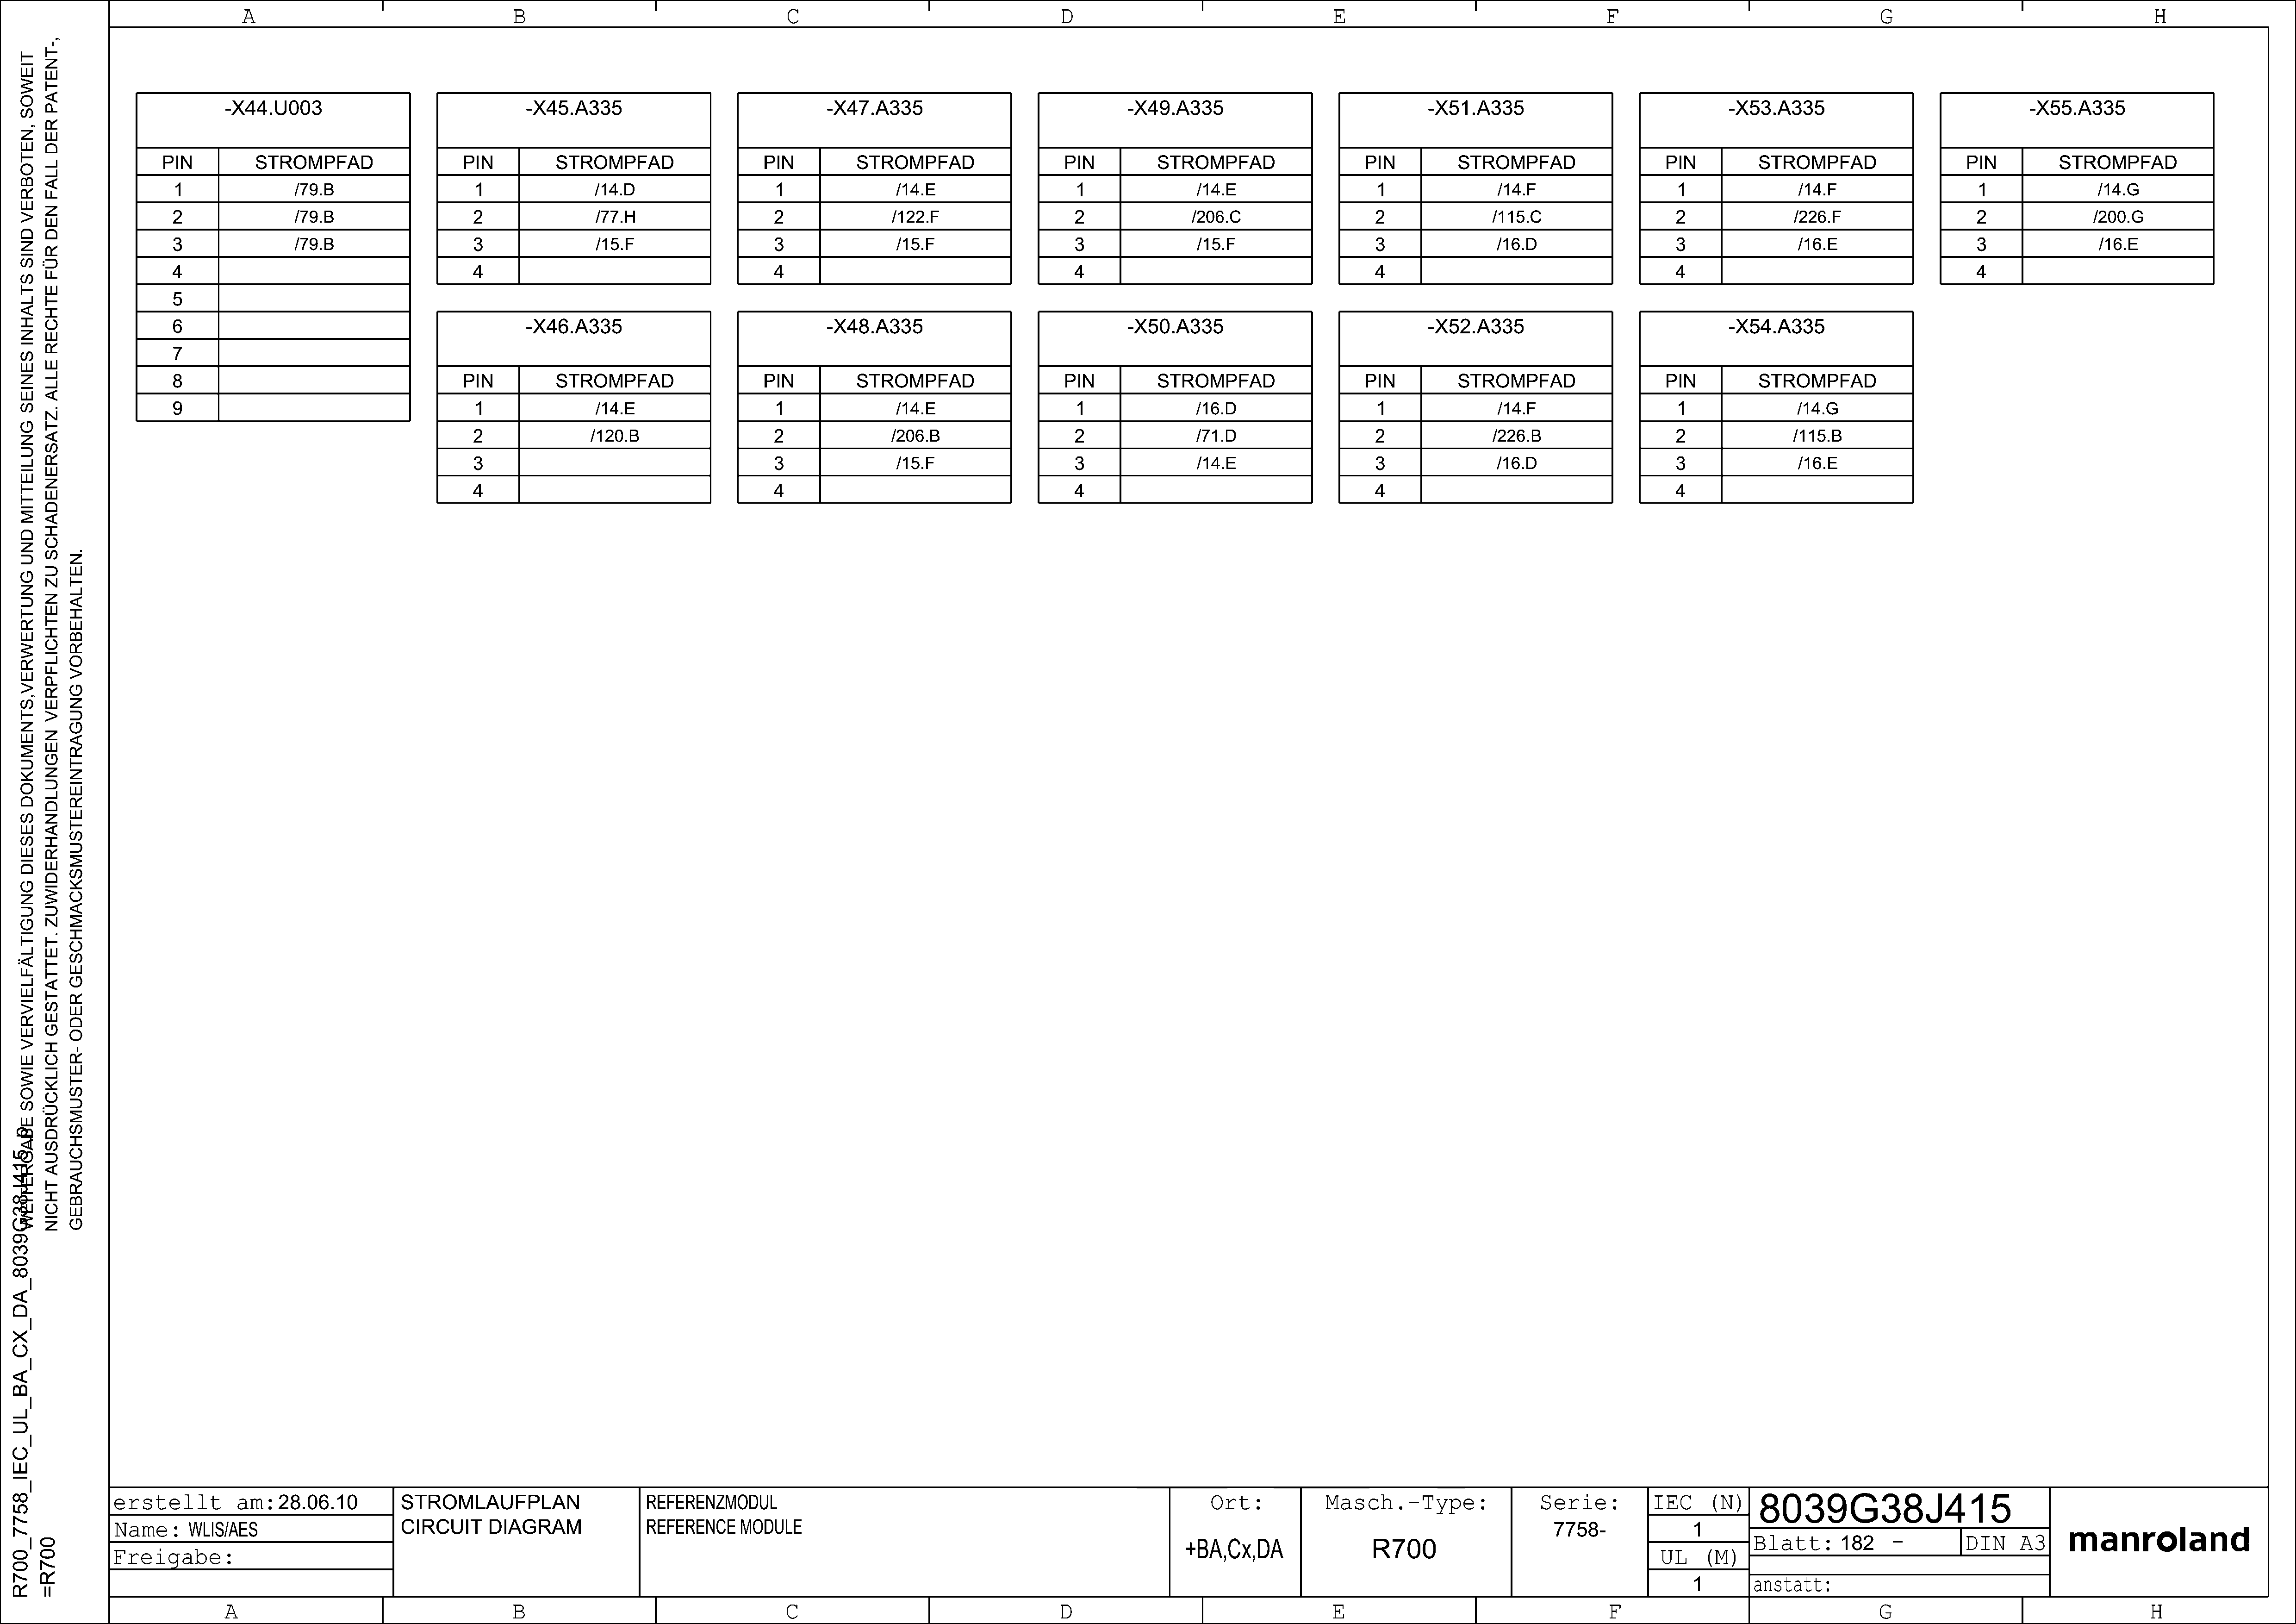 A B C D E F G H
-X44.U003
PIN STROMPFAD
1 /79.B
2 /79.B
3 /79.B
4
5
6
7
8
9
-X45.A335
PIN STROMPFAD
1 /14.D
2 /77.H
3 /15.F
4
-X47.A335
PIN STROMPFAD
1 /14.E
2 /122.F
3 /15.F
4
-X49.A335
PIN STROMPFAD
1 /14.E
2 /206.C
3 /15.F
4
-X51.A335
PIN STROMPFAD
1 /14.F
2 /115.C
3 /16.D
4
-X53.A335
PIN STROMPFAD
1 /14.F
2 /226.F
3 /16.E
4
-X55.A335
PIN STROMPFAD
1 /14.G
2 /200.G
3 /16.E
4
-X46.A335
PIN STROMPFAD
1 /14.E
2 /120.B
3
4
-X48.A335
PIN STROMPFAD
1 /14.E
2 /206.B
3 /15.F
4
-X50.A335
PIN STROMPFAD
1 /16.D
2 /71.D
3 /14.E
4
-X52.A335
PIN STROMPFAD
1 /14.F
2 /226.B
3 /16.D
4
-X54.A335
PIN STROMPFAD
1 /14.G
2 /115.B
3 /16.E
4
WEITERGABE SOWIE VERVIELFÄLTIGUNG DIESES DOKUMENTS,VERWERTUNG UND MITTEILUNG SEINES INHALTS SIND VERBOTEN, SOWEIT
NICHT AUSDRÜCKLICH GESTATTET. ZUWIDERHANDLUNGEN VERPFLICHTEN ZU SCHADENERSATZ. ALLE RECHTE FÜR DEN FALL DER PATENT-,
GEBRAUCHSMUSTER- ODER GESCHMACKSMUSTEREINTRAGUNG VORBEHALTEN.
R700_7758_IEC_UL_BA_CX_DA_8039G38J415_p
=R700
erstellt am: 28.06.10
Name: WLIS/AES
Freigabe:
STROMLAUFPLAN
CIRCUIT DIAGRAM
REFERENZMODUL
REFERENCE MODULE
Ort:
+BA,Cx,DA
Masch.-Type:
R700
Serie:
7758-
IEC (N)
1
UL (M)
1
8039G38J415
Blatt: 182 - DIN A3
anstatt:
manroland
A B C D E F G H